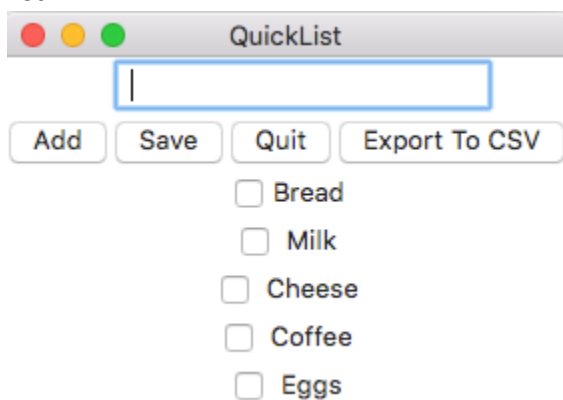 QuickList
Add Save Quit Export To CSV
Bread
Milk
Cheese
Coffee
Eggs